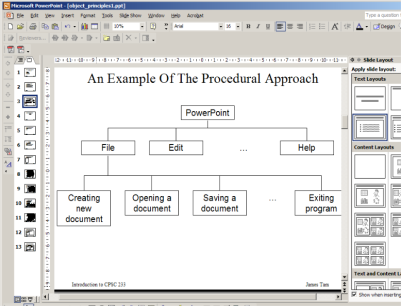 Microsoft PowerPoint - [object_principles1.ppt]
File Edit View Insert Format Tools Slide Show Window Help Acrobat
Type a question
Arial 16 B I U S Design
Slide Layout
Apply slide layout:
Text Layouts
Content Layouts
Text and Content La
Show when inserting
1
2
3
4
5
6
7
8
9
10
11
12
13
An Example Of The Procedural Approach
PowerPoint
File Edit ... Help
Creating new document
Opening a document
Saving a document
...
Exiting program
Introduction to CPSC 233 James Tam